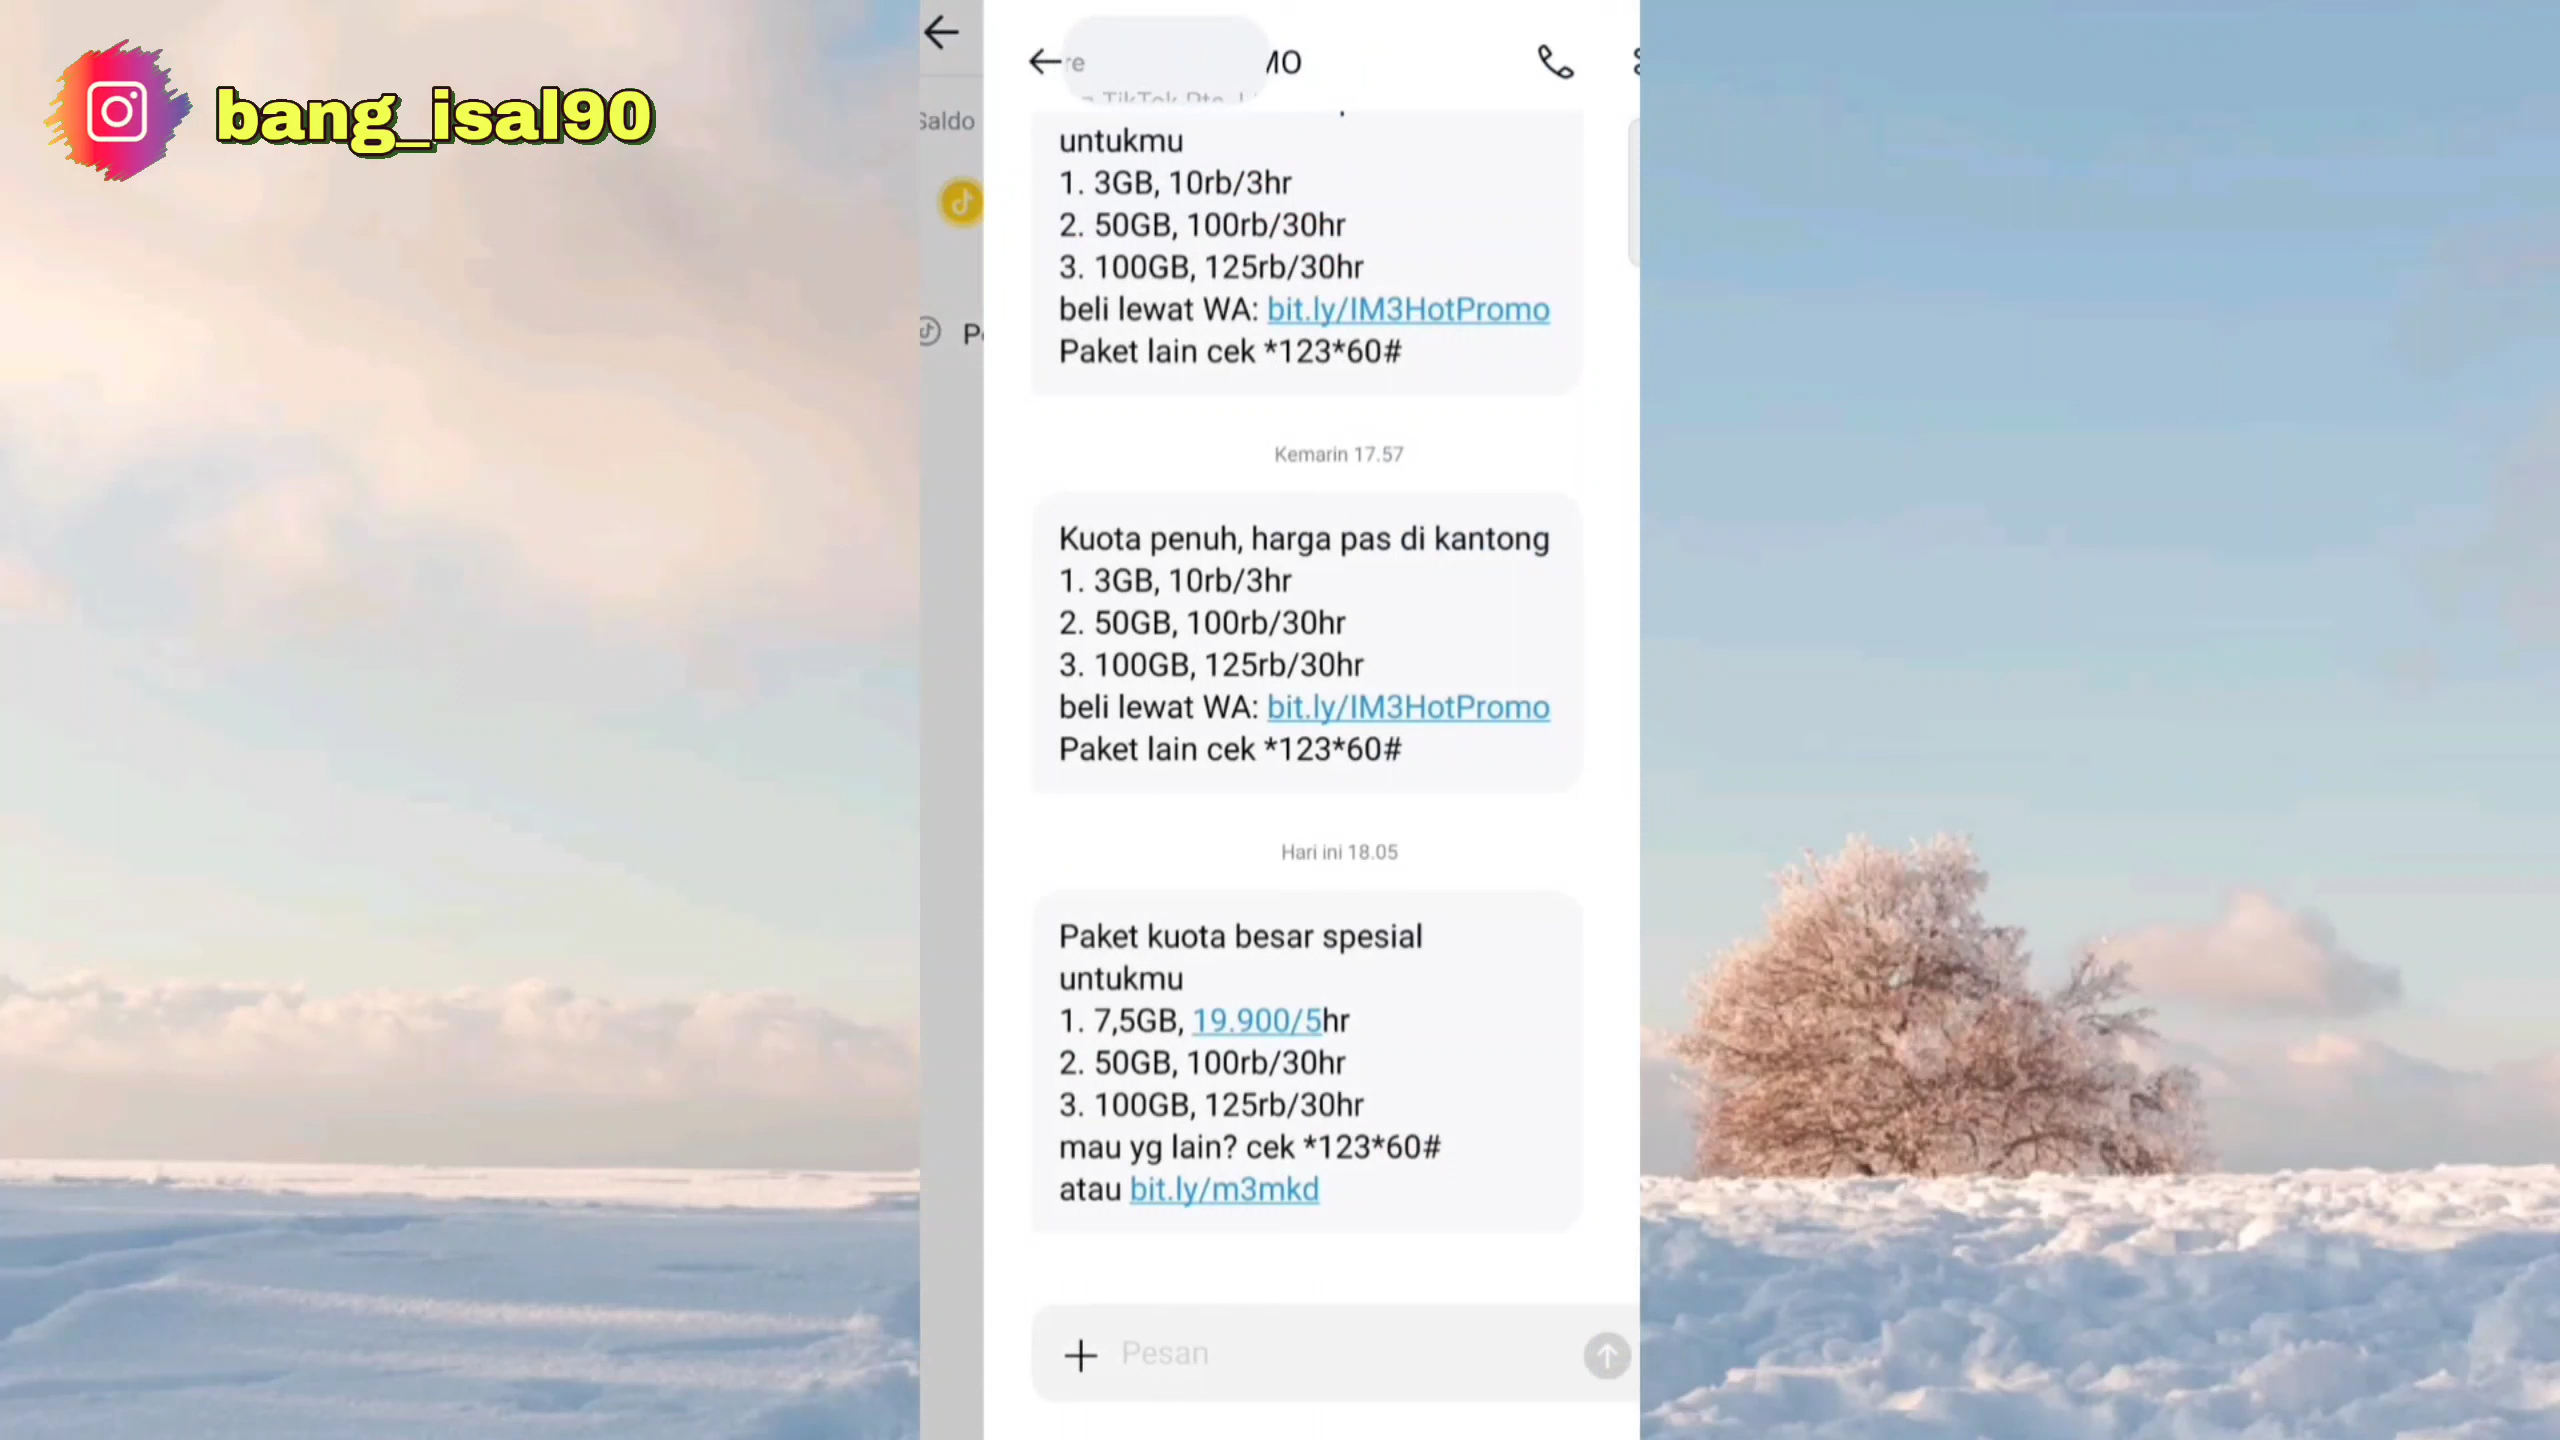 bang_isal90
Saldo
MO
untukmu
1. 3GB, 10rb/3hr
2. 50GB, 100rb/30hr
3. 100GB, 125rb/30hr
beli lewat WA: bit.ly/IM3HotPromo
Paket lain cek *123*60#
Kemarin 17.57
Kuota penuh, harga pas di kantong
1. 3GB, 10rb/3hr
2. 50GB, 100rb/30hr
3. 100GB, 125rb/30hr
beli lewat WA: bit.ly/IM3HotPromo
Paket lain cek *123*60#
Hari ini 18.05
Paket kuota besar spesial
untukmu
1. 7,5GB, 19.900/5hr
2. 50GB, 100rb/30hr
3. 100GB, 125rb/30hr
mau yg lain? cek *123*60#
atau bit.ly/m3mkd
Pesan